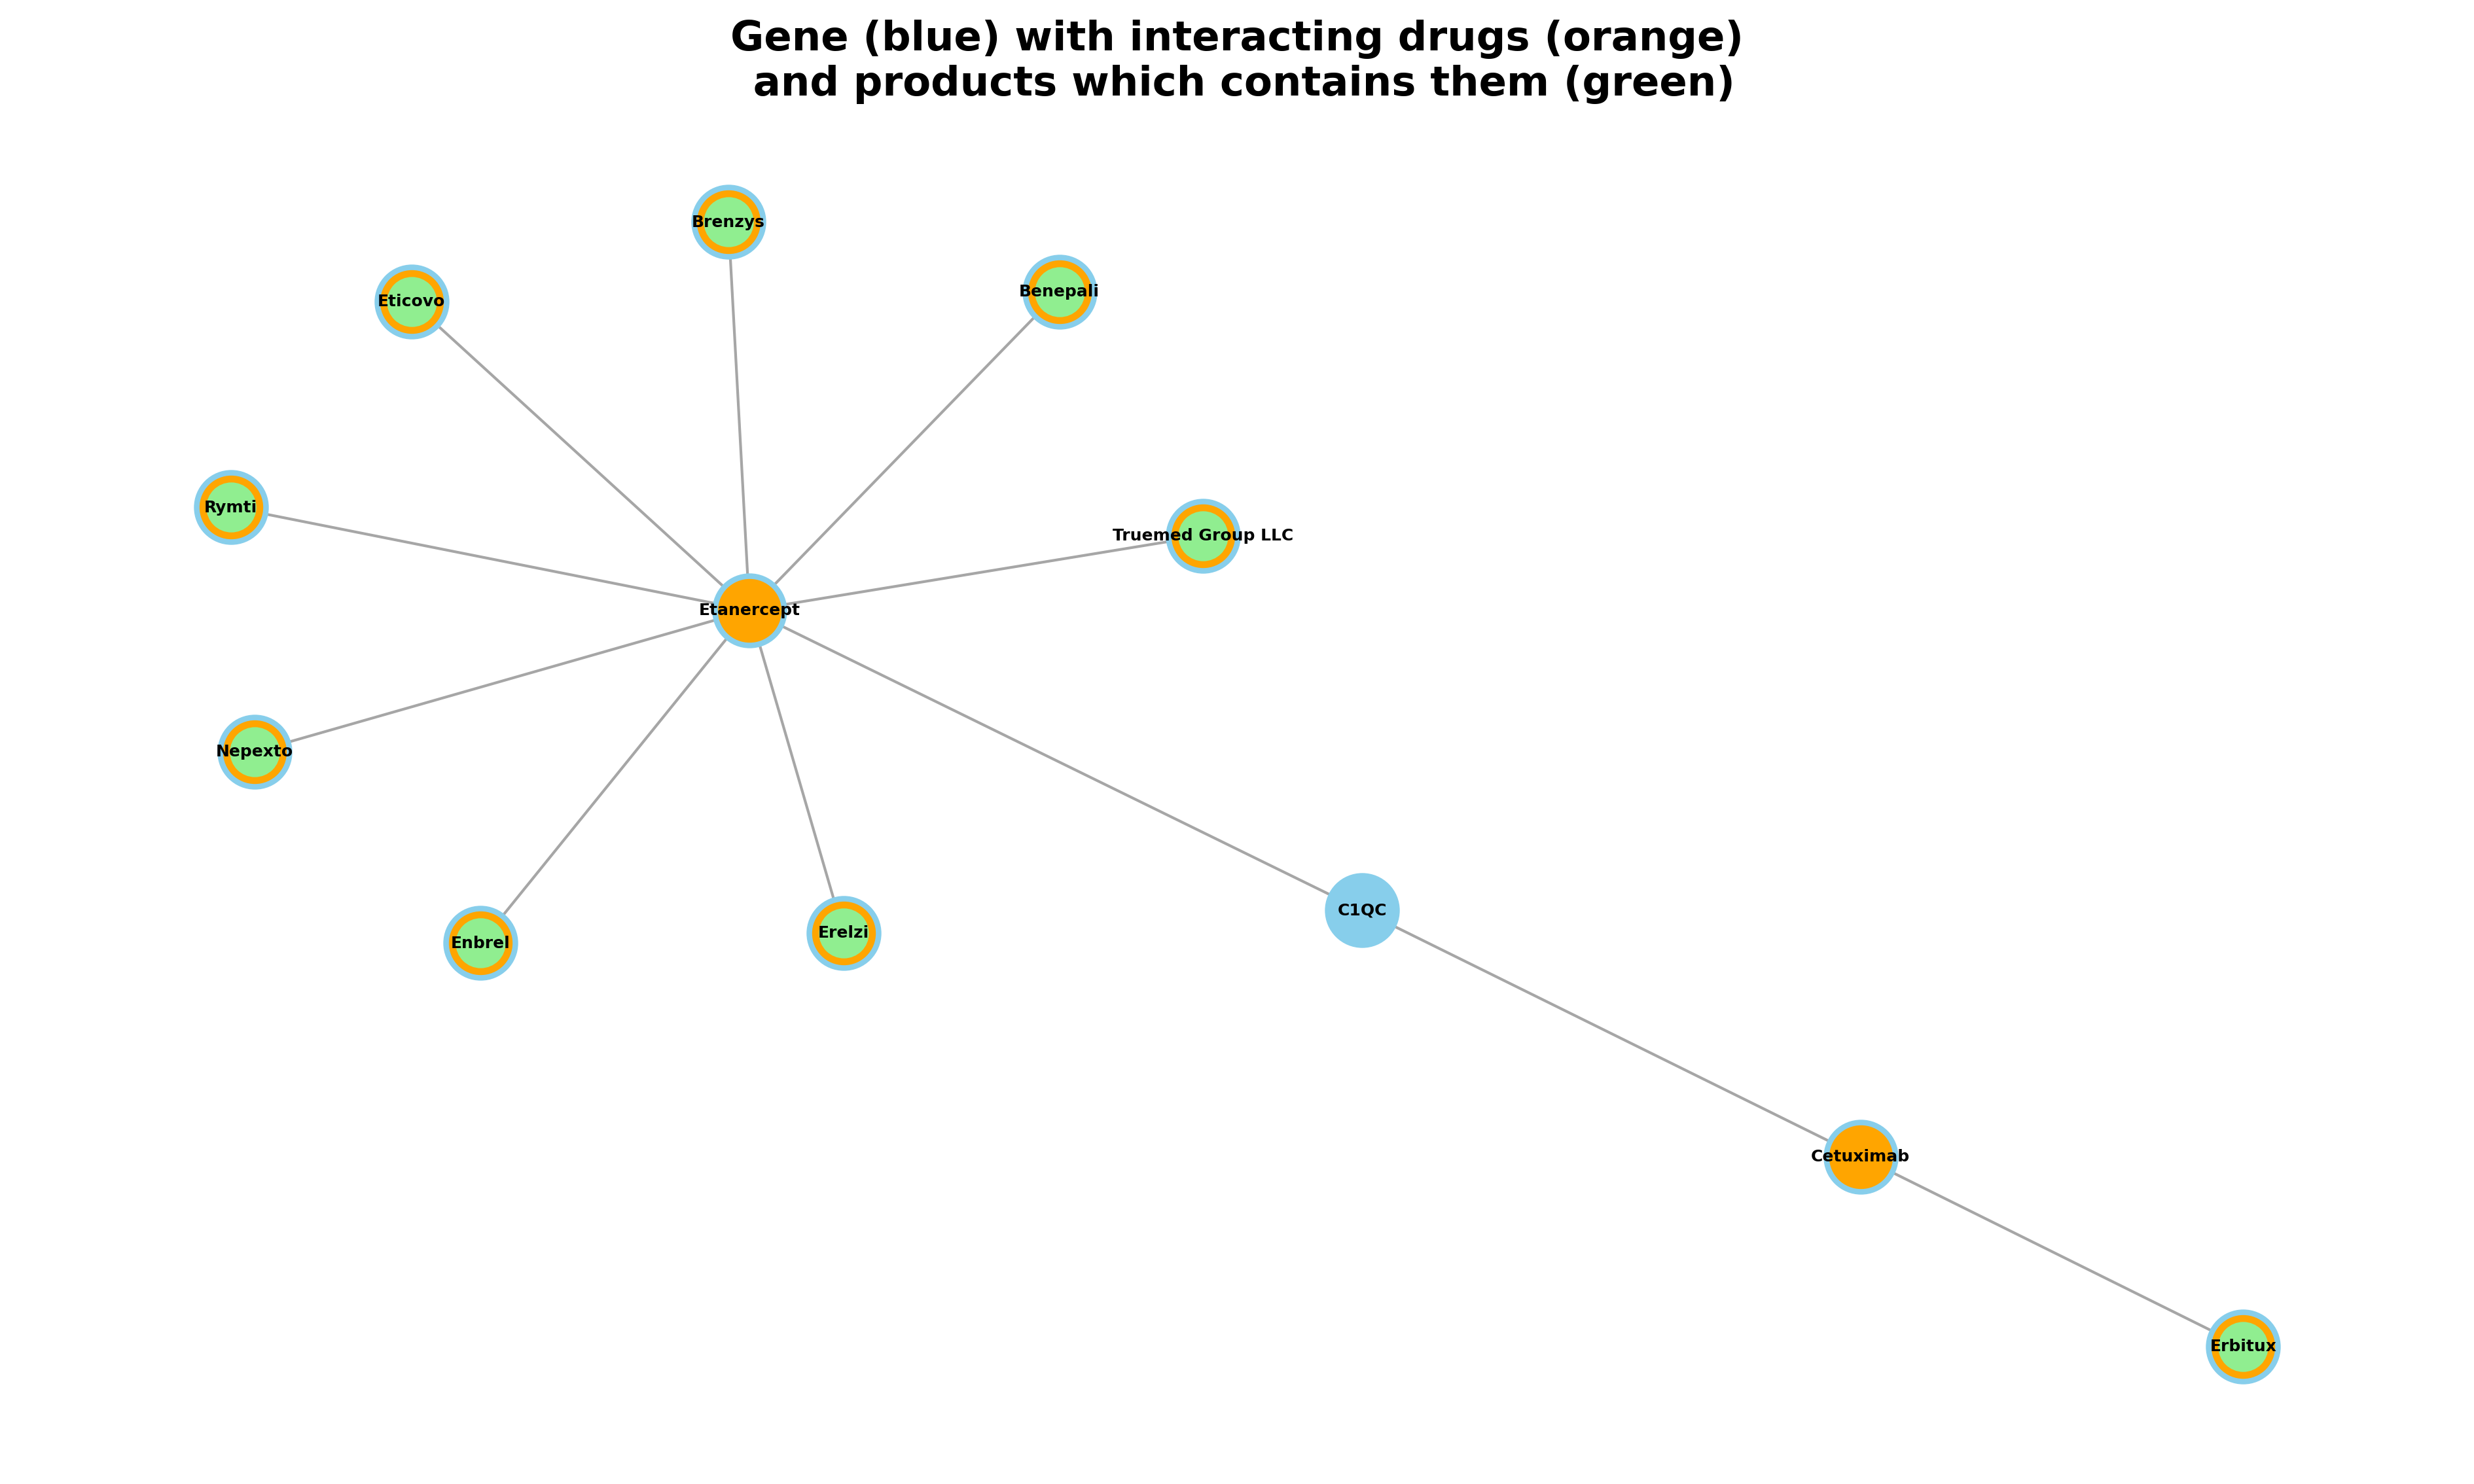 Gene (blue) with interacting drugs (orange)
and products which contains them (green)
Brenzys
Benepali
Eticovo
Rymti
Truemed Group LLC
Etanercept
Nepexto
C1QC
Erelzi
Enbrel
Cetuximab
Erbitux